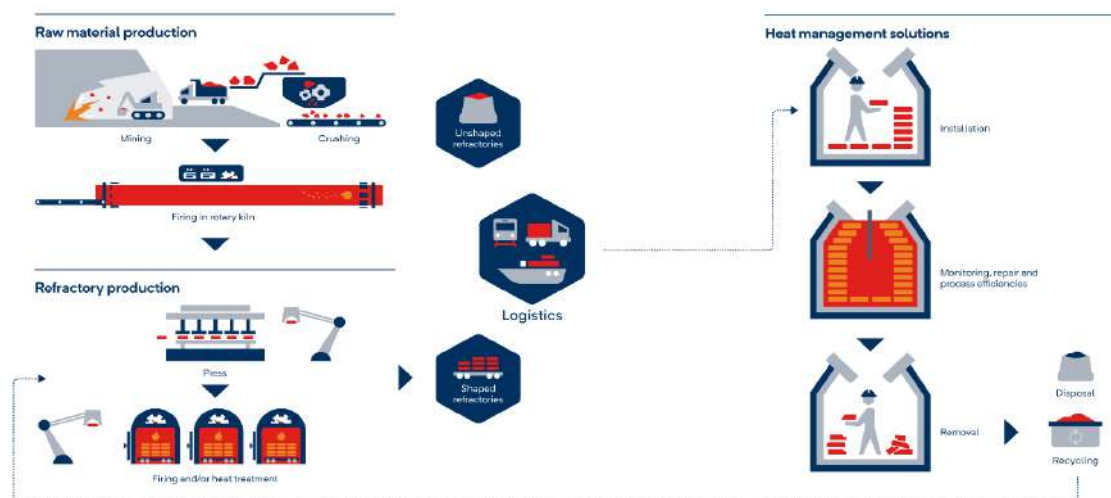 Raw material production
Mining
Crushing
Firing in rotary kiln
Refractory production
Press
Firing and/or heat treatment
Unshaped
refractories
Logistics
Shaped
refractories
Heat management solutions
Installation
Monitoring, repair and
process efficiencies
Removal
Disposal
Recycling